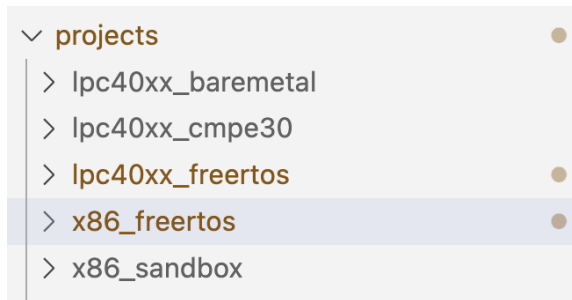 projects
lpc40xx_baremetal
lpc40xx_cmpe30
lpc40xx_freertos
x86_freertos
x86_sandbox